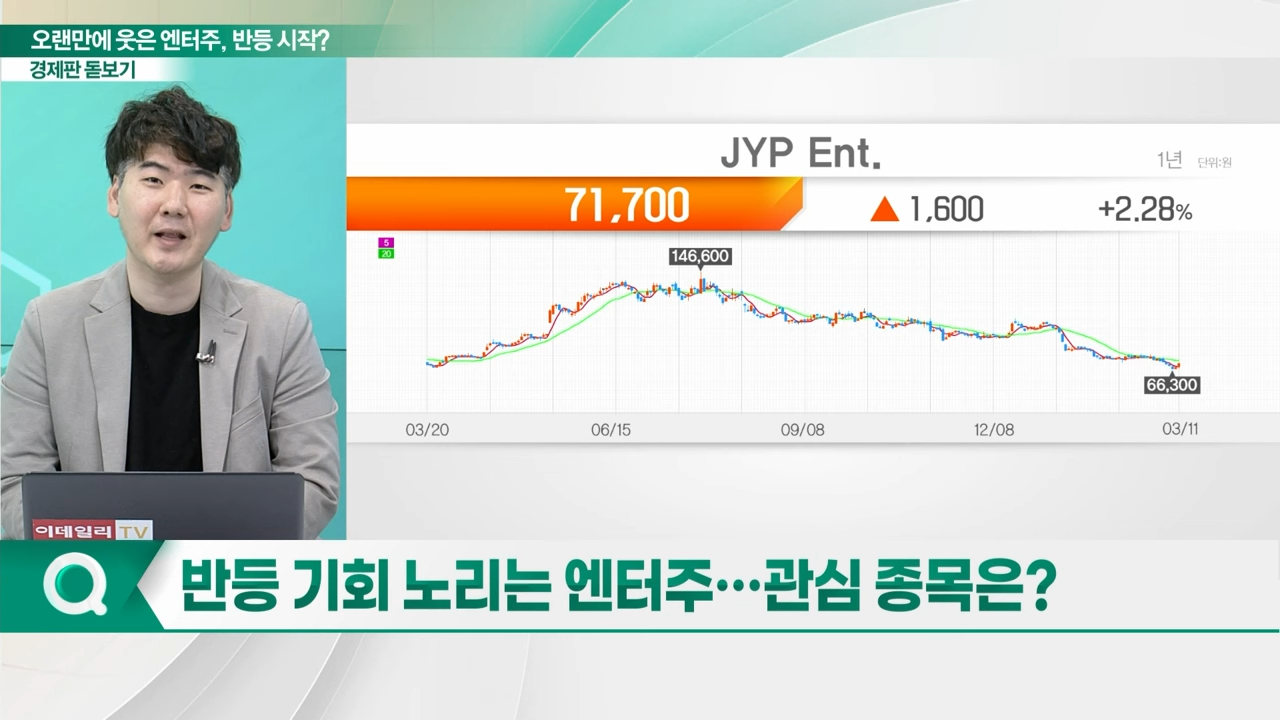 오랜만에 웃은 엔터주, 반등 시작?
경제판 돋보기
JYP Ent.
1년 단위:원
71,700 ▲ 1,600 +2.28%
5
20
146,600
66,300
03/20 06/15 09/08 12/08 03/11
이데일리 TV
반등 기회 노리는 엔터주…관심 종목은?